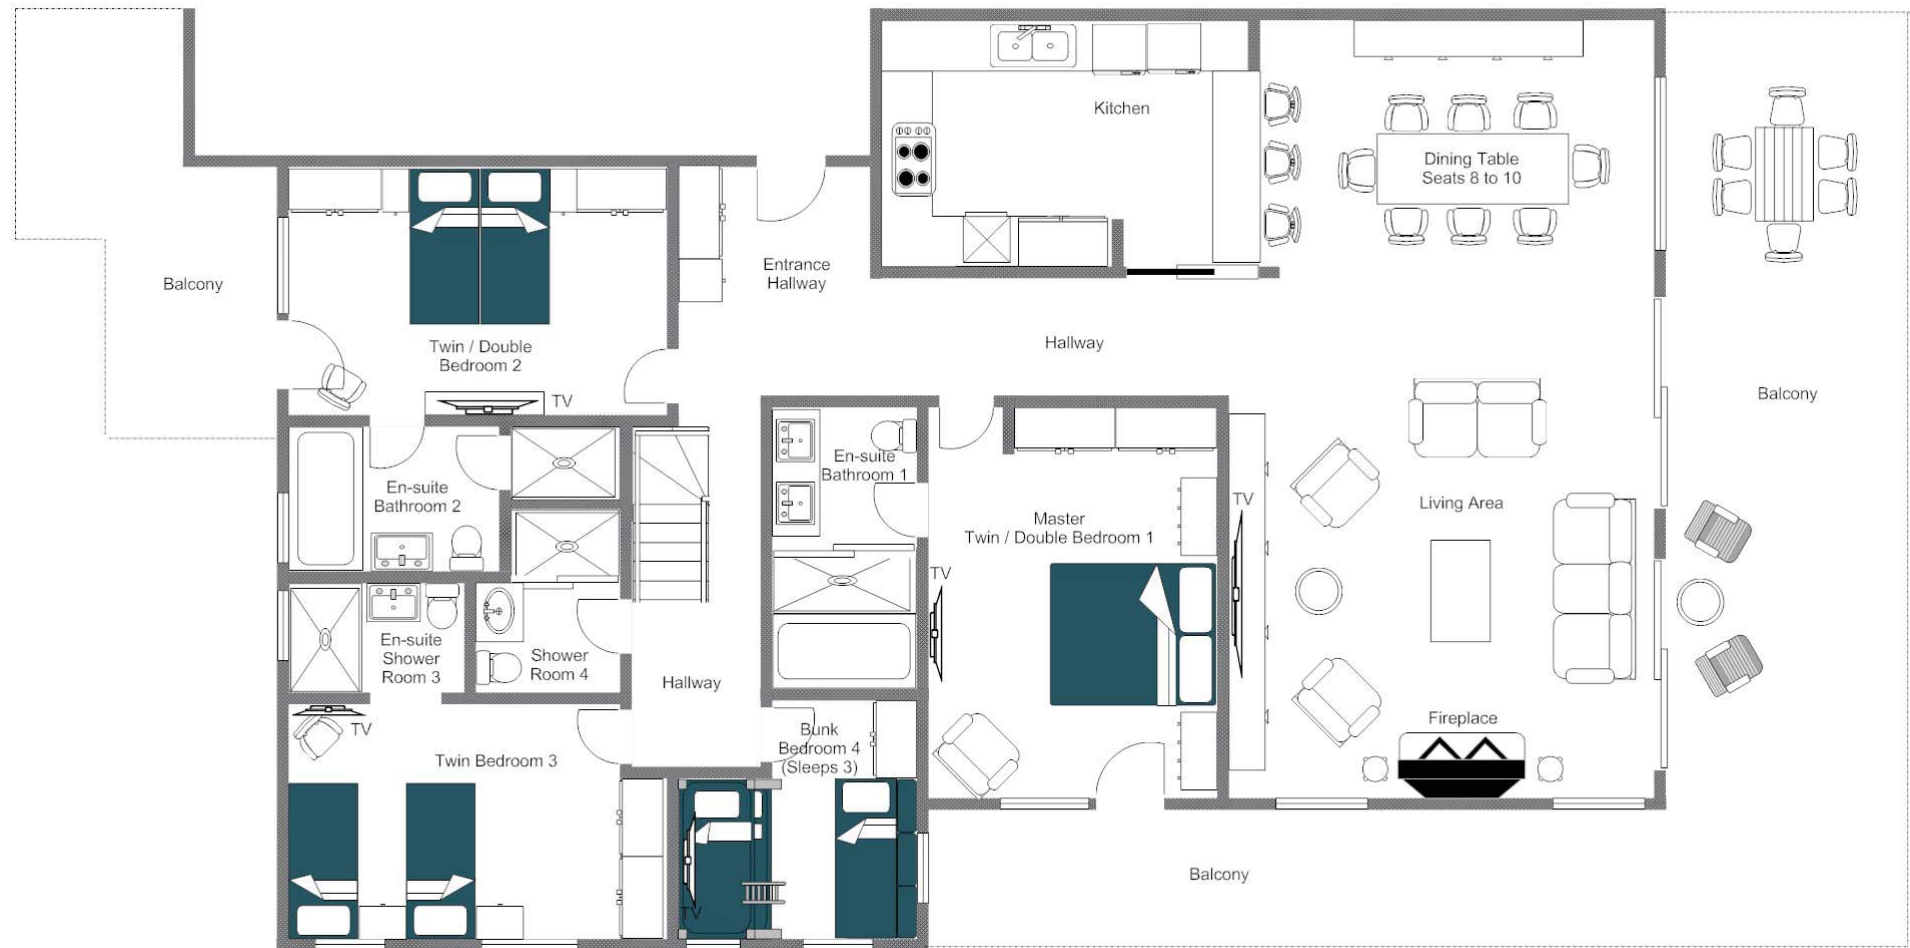 Kitchen
Dining Table
Seats 8 to 10
Balcony
Entrance
Hallway
Twin / Double
Bedroom 2
TV
Hallway
Balcony
En-suite
Bathroom 2
En-suite
Bathroom 1
Master
Twin / Double Bedroom 1
TV
TV
Living Area
En-suite
Shower
Room 3
Shower
Room 4
Hallway
TV
Twin Bedroom 3
Bunk
Bedroom 4
(Sleeps 3)
Fireplace
Balcony
TV